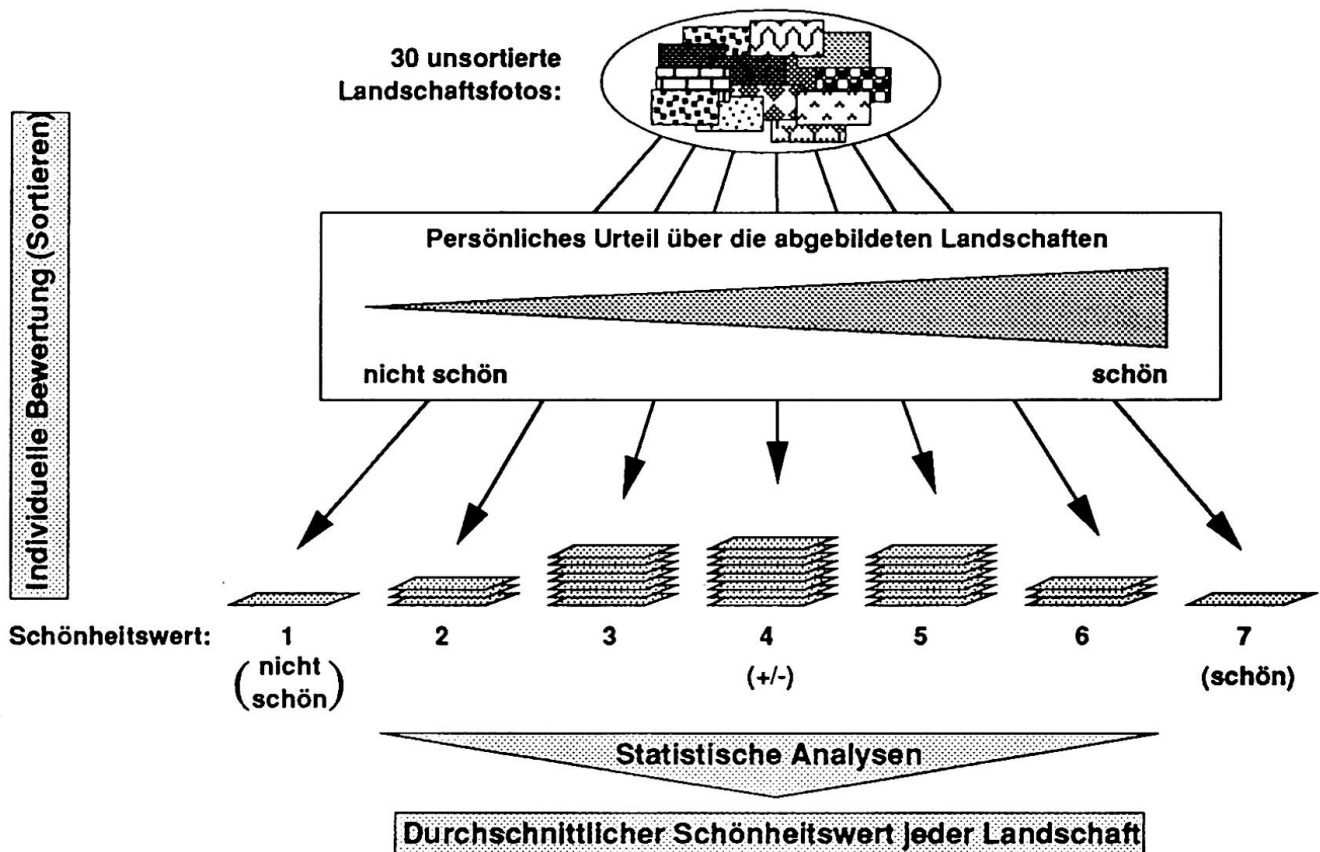 30 unsortierte
Landschaftsfotos:
Individuelle Bewertung (Sortieren)
Persönliches Urteil über die abgebildeten Landschaften
nicht schön schön
Schönheitswert: 1 2 3 4 5 6 7
(nicht
schön) (+/-) (schön)
Statistische Analysen
Durchschnittlicher Schönheitswert jeder Landschaft